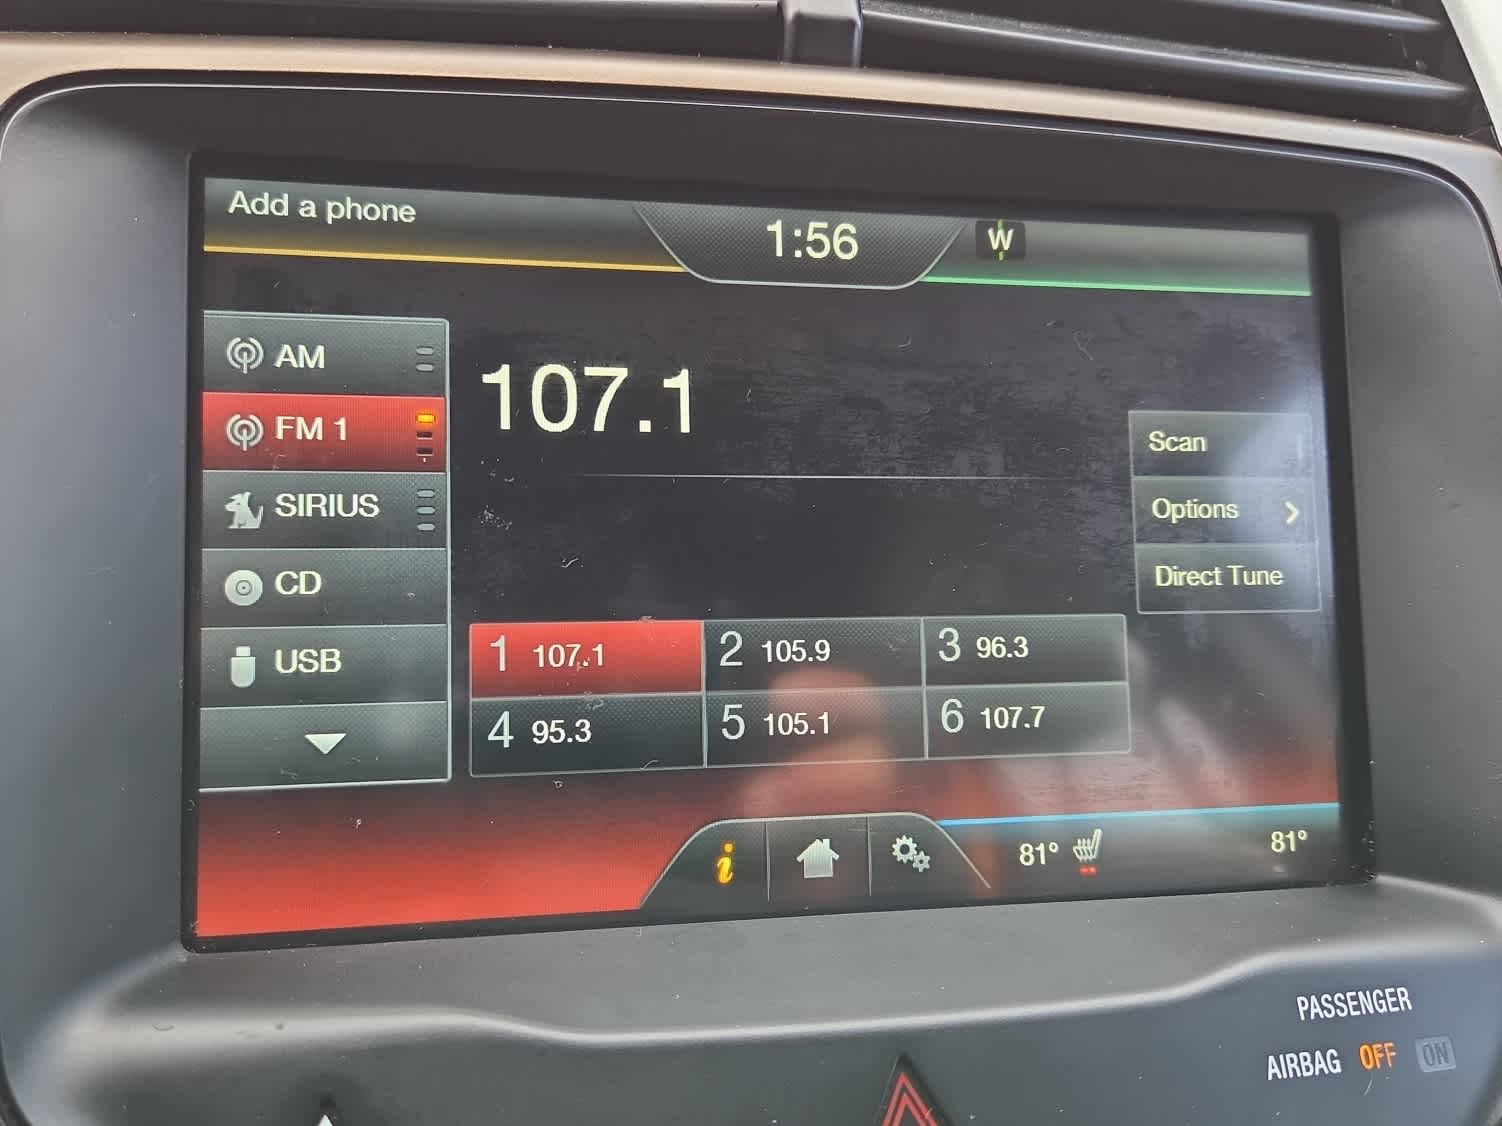 Add a phone
1:56
W
AM
FM 1
SIRIUS
CD
USB
107.1
Scan
Options
Direct Tune
1 107.1
2 105.9
3 96.3
4 95.3
5 105.1
6 107.7
i
81°
81°
PASSENGER
AIRBAG OFF ON